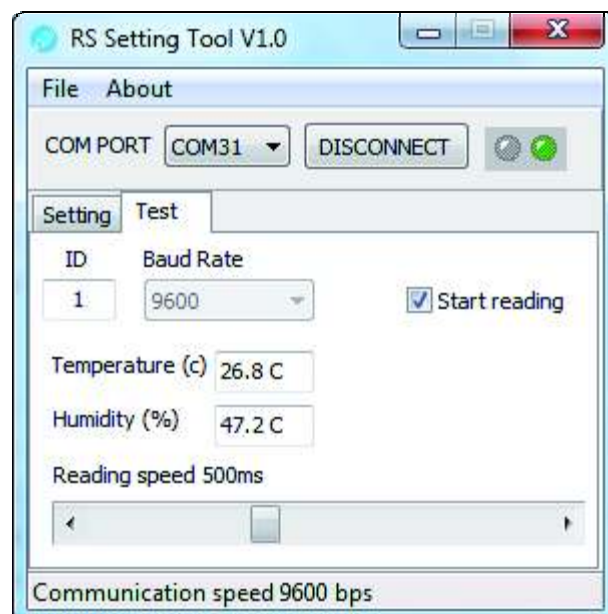 RS Setting Tool V1.0
File About
COM PORT COM31 DISCONNECT
Setting Test
ID Baud Rate
1 9600 Start reading
Temperature (c) 26.8 C
Humidity (%) 47.2 C
Reading speed 500ms
Communication speed 9600 bps